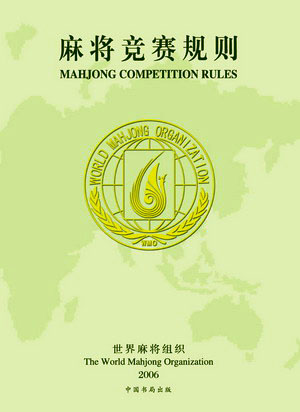 麻将竞赛规则
MAHJONG COMPETITION RULES
WORLD MAHJONG ORGANIZATION
WMO
世界麻将组织
The World Mahjong Organization
2006
中国书局出版